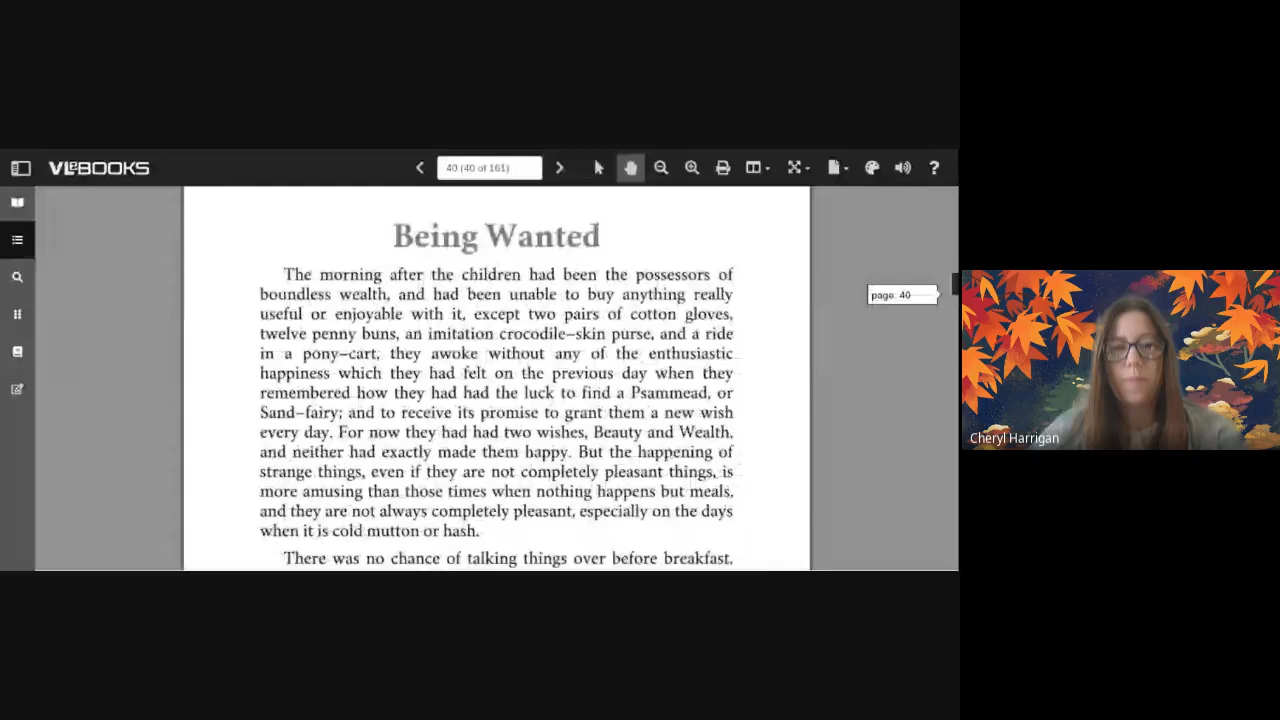 VLeBOOKS
40 (40 of 161)
?
Being Wanted
The morning after the children had been the possessors of
boundless wealth, and had been unable to buy anything really
useful or enjoyable with it, except two pairs of cotton gloves,
twelve penny buns, an imitation crocodile–skin purse, and a ride
in a pony–cart, they awoke without any of the enthusiastic
happiness which they had felt on the previous day when they
remembered how they had had the luck to find a Psammead, or
Sand–fairy; and to receive its promise to grant them a new wish
every day. For now they had had two wishes, Beauty and Wealth,
and neither had exactly made them happy. But the happening of
strange things, even if they are not completely pleasant things, is
more amusing than those times when nothing happens but meals,
and they are not always completely pleasant, especially on the days
when it is cold mutton or hash.
There was no chance of talking things over before breakfast,
page: 40
Cheryl Harrigan